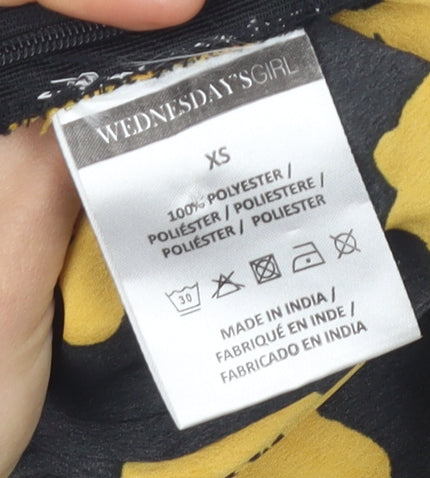 WEDNESDAY'SGIRL
XS
100% POLYESTER /
POLIÉSTER / POLIESTERE /
POLIÉSTER / POLIESTER
30
MADE IN INDIA /
FABRIQUÉ EN INDE /
FABRICADO EN INDIA